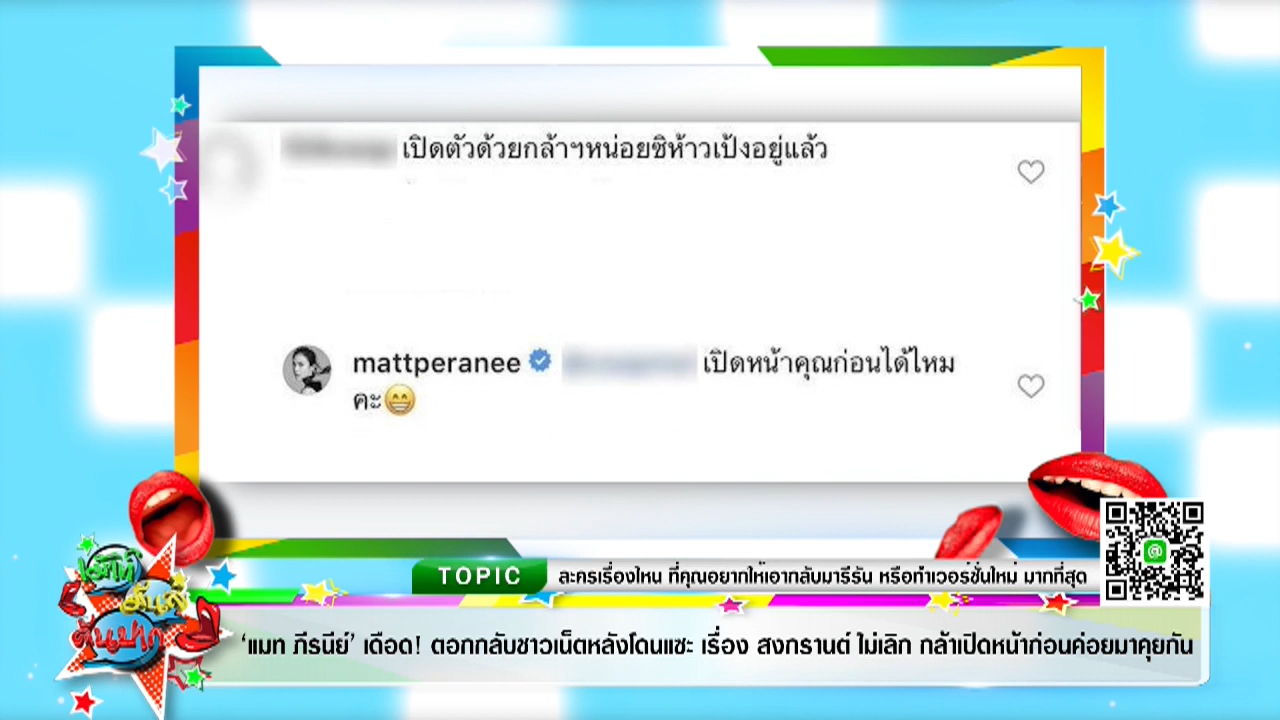 เปิดตัวด้วยกล้าฯหน่อยซิห้าวเป้งอยู่แล้ว
mattperanee เปิดหน้าคุณก่อนได้ไหม
คะ😁
TOPIC ละครเรื่องไหน ที่คุณอยากให้เอากลับมารีรัน หรือทำเวอร์ชั่นใหม่ มากที่สุด
'แมท ภีรนีย์' เดือด! ตอกกลับชาวเน็ตหลังโดนแซะ เรื่อง สงกรานต์ ไม่เลิก กล้าเปิดหน้าก่อนค่อยมาคุยกัน